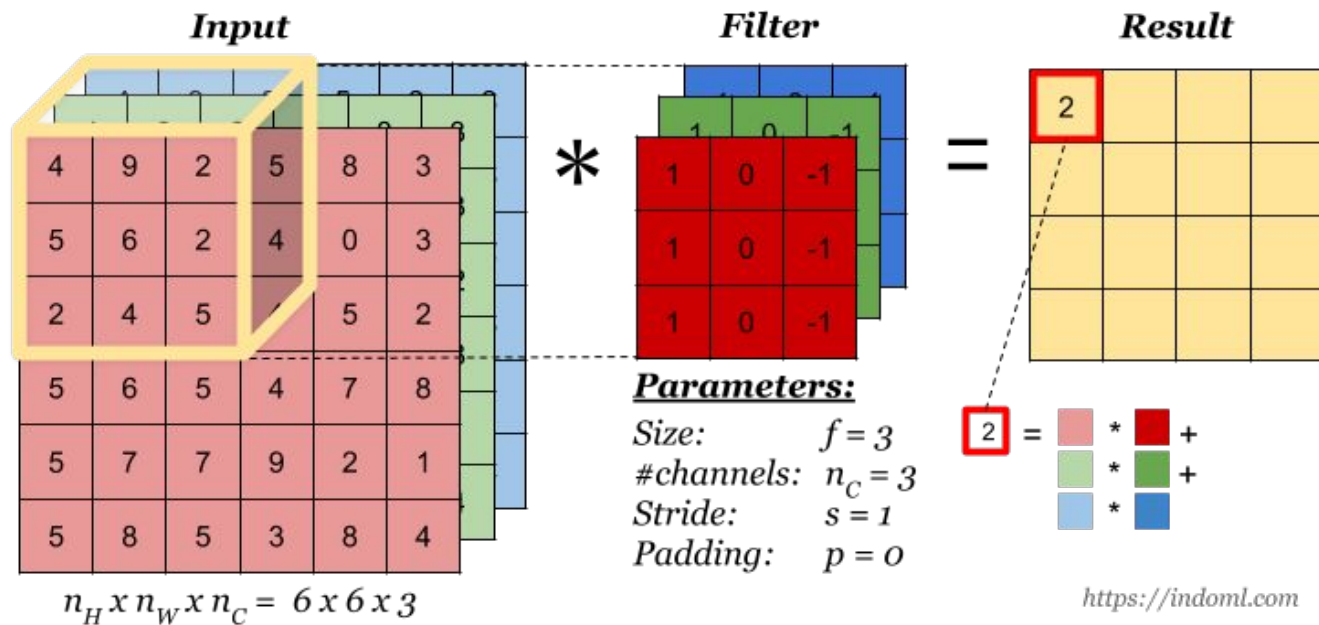 Input Filter Result
4 9 2 5 8 3
5 6 2 4 0 3
2 4 5 5 2
5 6 5 4 7 8
5 7 7 9 2 1
5 8 5 3 8 4
n_H x n_W x n_C = 6 x 6 x 3
*
1 0 -1
1 0 -1
1 0 -1
1 0 -1
Parameters:
Size: f = 3
#channels: n_C = 3
Stride: s = 1
Padding: p = 0
=
2
2 = * +
* +
*
https://indoml.com